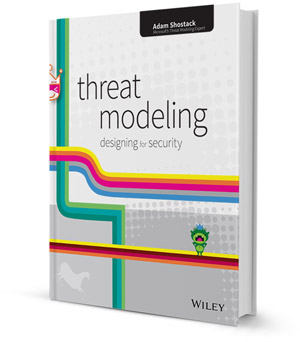 Adam Shostack
Microsoft's Threat Modeling Expert
threat
modeling
designing for security
WILEY